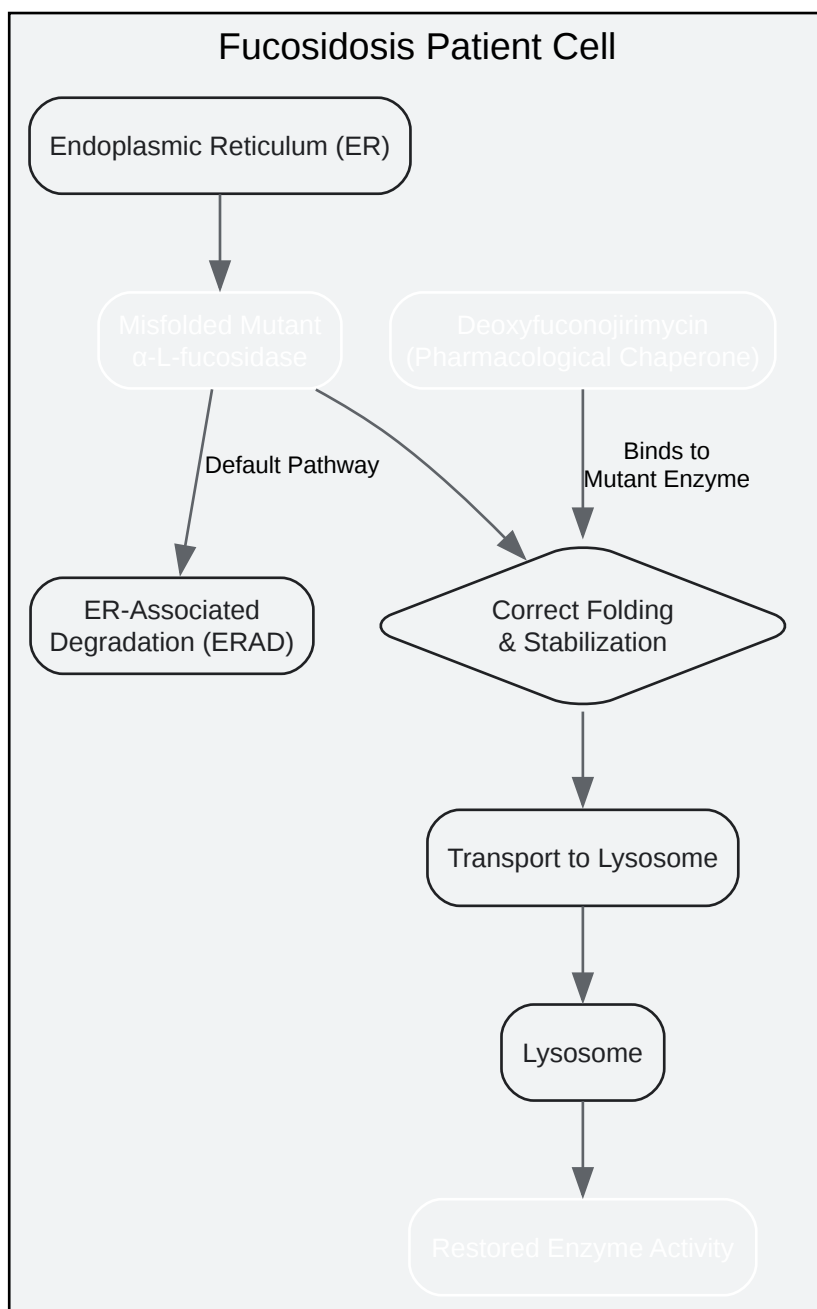 Fucosidosis Patient Cell
Endoplasmic Reticulum (ER)
Misfolded Mutant
α-L-fucosidase
Deoxyfuconojirimycin
(Pharmacological Chaperone)
Default Pathway
Binds to
Mutant Enzyme
ER-Associated
Degradation (ERAD)
Correct Folding
& Stabilization
Transport to Lysosome
Lysosome
Restored Enzyme Activity